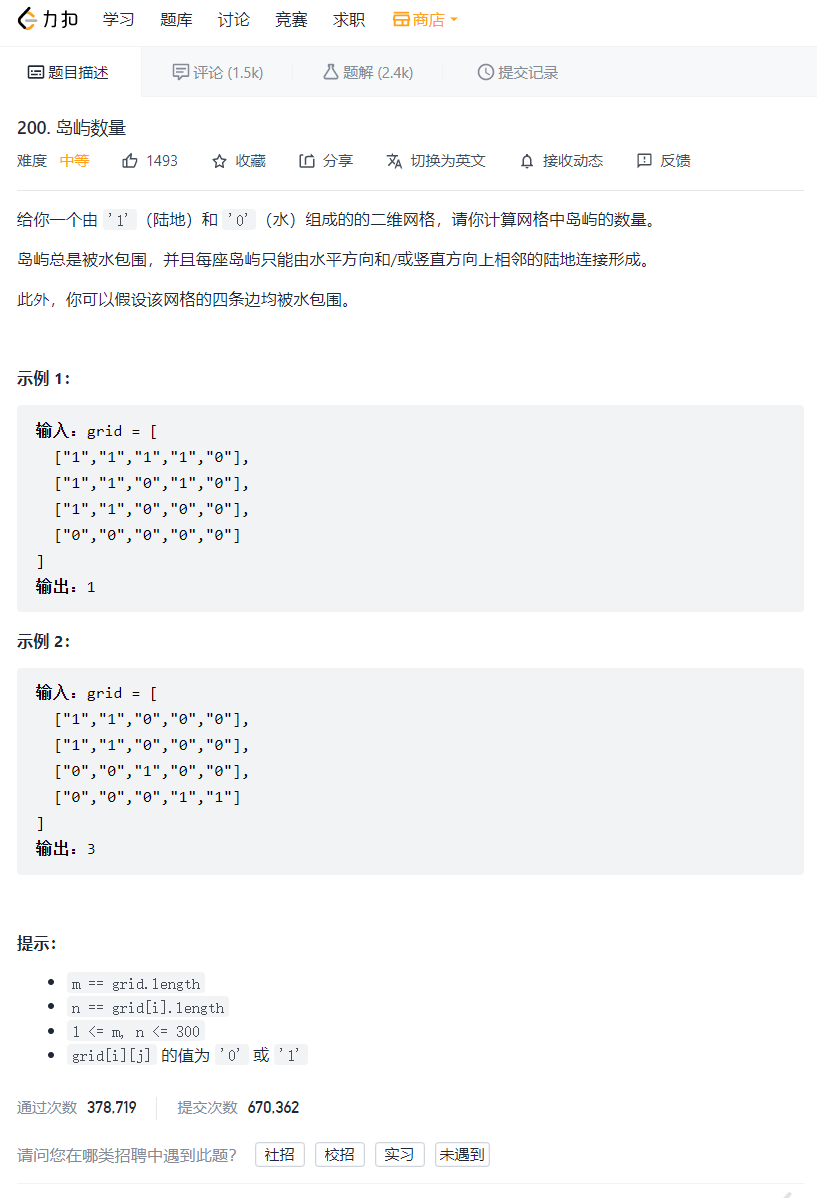 力扣 学习 题库 讨论 竞赛 求职 商店
题目描述 评论 (1.5k) 题解 (2.4k) 提交记录
200. 岛屿数量
难度 中等 1493 收藏 分享 切换为英文 接收动态 反馈
给你一个由 '1'（陆地）和 '0'（水）组成的的二维网格，请你计算网格中岛屿的数量。
岛屿总是被水包围，并且每座岛屿只能由水平方向和/或竖直方向上相邻的陆地连接形成。
此外，你可以假设该网格的四条边均被水包围。
示例 1：
输入：grid = [
["1","1","1","1","0"],
["1","1","0","1","0"],
["1","1","0","0","0"],
["0","0","0","0","0"]
]
输出：1
示例 2：
输入：grid = [
["1","1","0","0","0"],
["1","1","0","0","0"],
["0","0","1","0","0"],
["0","0","0","1","1"]
]
输出：3
提示：
m == grid.length
n == grid[i].length
1 <= m, n <= 300
grid[i][j] 的值为 '0' 或 '1'
通过次数 378,719 提交次数 670,362
请问您在哪类招聘中遇到此题？ 社招 校招 实习 未遇到